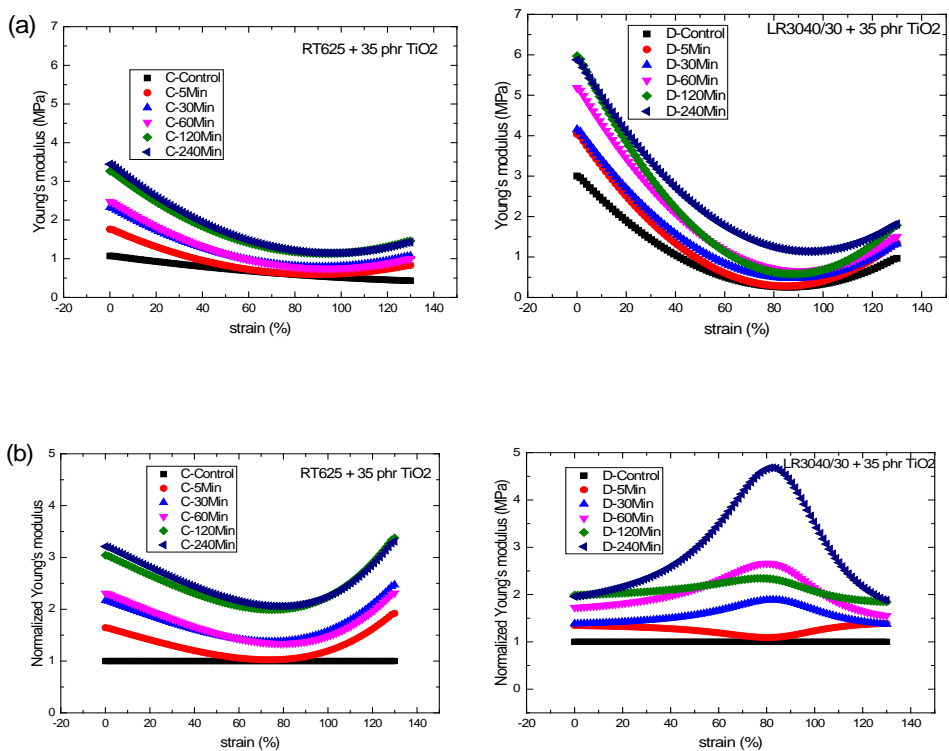 (a)
RT625 + 35 phr TiO2
C-Control
C-5Min
C-30Min
C-60Min
C-120Min
C-240Min
Young's modulus (MPa)
7
6
5
4
3
2
1
0
-20 0 20 40 60 80 100 120 140
strain (%)
LR3040/30 + 35 phr TiO2
D-Control
D-5Min
D-30Min
D-60Min
D-120Min
D-240Min
Young's modulus (MPa)
7
6
5
4
3
2
1
0
-20 0 20 40 60 80 100 120 140
strain (%)
(b)
RT625 + 35 phr TiO2
C-Control
C-5Min
C-30Min
C-60Min
C-120Min
C-240Min
Normalized Young's modulus
5
4
3
2
1
0
-20 0 20 40 60 80 100 120 140
strain (%)
LR3040/30 + 35 phr TiO2
D-Control
D-5Min
D-30Min
D-60Min
D-120Min
D-240Min
Normalized Young's modulus (MPa)
5
4
3
2
1
0
-20 0 20 40 60 80 100 120 140
strain (%)